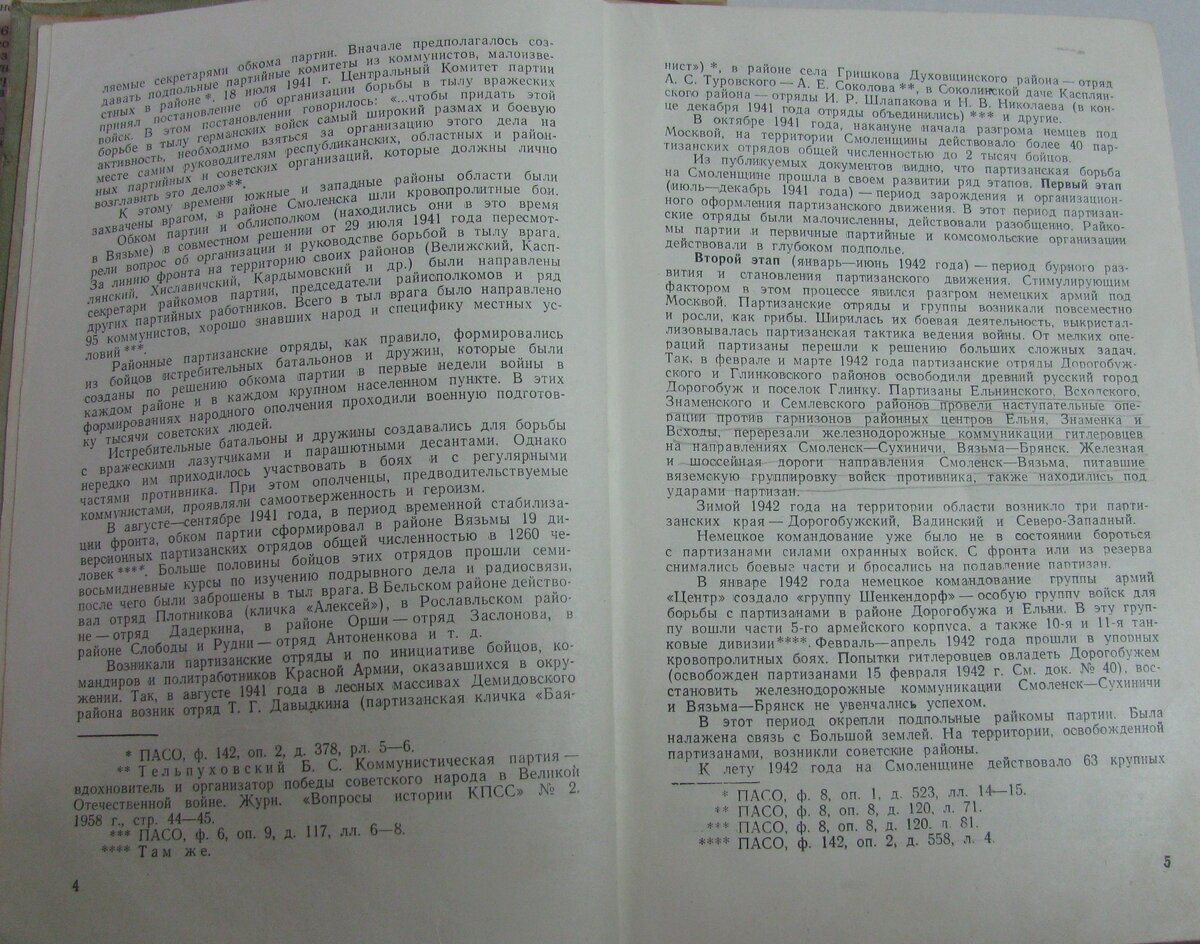 ляемые секретарями обкома партии. Вначале предполагалось соз-
давать подпольные партийные комитеты из коммунистов, малоизве-
стных в районе *. 18 июля 1941 г. Центральный Комитет партии
принял постановление об организации борьбы в тылу вражеских
войск. В этом постановлении говорилось: «...чтобы придать этой
борьбе в тылу германских войск самый широкий размах и боевую
активность, необходимо взяться за организацию этого дела на
месте самим руководителям республиканских, областных и район-
ных партийных и советских организаций, которые должны лично
возглавить это дело»**.
К этому времени южные и западные районы области были
захвачены врагом, в районе Смоленска шли кровопролитные бои.
Обком партии и облисполком (находились они в это время
в Вязьме) в совместном решении от 29 июля 1941 года пересмот-
рели вопрос об организации и руководстве борьбой в тылу врага.
За линию фронта на территорию своих районов (Велижский, Касп-
лянский, Хиславичский, Кардымовский и др.) были направлены
секретари райкомов партии, председатели райисполкомов и ряд
других партийных работников. Всего в тыл врага было направлено
95 коммунистов, хорошо знавших народ и специфику местных ус-
ловий ***.
Районные партизанские отряды, как правило, формировались
из бойцов истребительных батальонов и дружин, которые были
созданы по решению обкома партии в первые недели войны в
каждом районе и в каждом крупном населенном пункте. В этих
формированиях народного ополчения проходили военную подготов-
ку тысячи советских людей.
Истребительные батальоны и дружины создавались для борьбы
с вражескими лазутчиками и парашютными десантами. Однако
нередко им приходилось участвовать в боях и с регулярными
частями противника. При этом ополченцы, предводительствуемые
коммунистами, проявляли самоотверженность и героизм.
В августе—сентябре 1941 года, в период временной стабилиза-
ции фронта, обком партии сформировал в районе Вязьмы 19 ди-
версионных партизанских отрядов общей численностью в 1260 че-
ловек ****. Больше половины бойцов этих отрядов прошли семи-
восьмидневные курсы по изучению подрывного дела и радиосвязи,
после чего были заброшены в тыл врага. В Бельском районе действо-
вал отряд Плотникова (кличка «Алексей»), в Рославльском райо-
не — отряд Дадеркина, в районе Орши — отряд Заслонова, в
районе Слободы и Рудни — отряд Антоненкова и т. д.
Возникали партизанские отряды и по инициативе бойцов, ко-
мандиров и политработников Красной Армии, оказавшихся в окру-
жении. Так, в августе 1941 года в лесных массивах Демидовского
района возник отряд Т. Г. Давыдкина (партизанская кличка «Бая-
* ПАСО, ф. 142, оп. 2, д. 378, рл. 5—6.
** Тельпуховский Б. С. Коммунистическая партия —
вдохновитель и организатор победы советского народа в Великой
Отечественной войне. Журн. «Вопросы истории КПСС» № 2.
1958 г., стр. 44—45.
*** ПАСО, ф. 6, оп. 9, д. 117, лл. 6—8.
**** Там же.
4
нист») *, в районе села Гришкова Духовщинского района — отряд
А. С. Туровского — А. Е. Соколова **, в Соколинской даче Касплян-
ского района — отряды И. Р. Шлапакова и Н. В. Николаева (в кон-
це декабря 1941 года отряды объединились) *** и другие.
В октябре 1941 года, накануне начала разгрома немцев под
Москвой, на территории Смоленщины действовало более 40 пар-
тизанских отрядов общей численностью до 2 тысяч бойцов.
Из публикуемых документов видно, что партизанская борьба
на Смоленщине прошла в своем развитии ряд этапов. Первый этап
(июль—декабрь 1941 года) — период зарождения и организацион-
ного оформления партизанского движения. В этот период партизан-
ские отряды были малочисленны, действовали разобщенно. Райко-
мы партии и первичные партийные и комсомольские организации
действовали в глубоком подполье.
Второй этап (январь—июнь 1942 года) — период бурного раз-
вития и становления партизанского движения. Стимулирующим
фактором в этом процессе явился разгром немецких армий под
Москвой. Партизанские отряды и группы возникали повсеместно
и росли, как грибы. Ширилась их боевая деятельность, выкристал-
лизовывалась партизанская тактика ведения войны. От мелких опе-
раций партизаны перешли к решению больших сложных задач.
Так, в феврале и марте 1942 года партизанские отряды Дорогобуж-
ского и Глинковского районов освободили древний русский город
Дорогобуж и поселок Глинку. Партизаны Ельнинского, Всходского,
Знаменского и Семлевского районов провели наступательные опе-
рации против гарнизонов районных центров Ельня, Знаменка и
Всходы, перерезали железнодорожные коммуникации гитлеровцев
на направлениях Смоленск—Сухиничи, Вязьма—Брянск. Железная
и шоссейная дороги направления Смоленск—Вязьма, питавшие
вяземскую группировку войск противника, также находились под
ударами партизан.
Зимой 1942 года на территории области возникло три парти-
занских края — Дорогобужский, Вадинский и Северо-Западный.
Немецкое командование уже было не в состоянии бороться
с партизанами силами охранных войск. С фронта или из резерва
снимались боевые части и бросались на подавление партизан.
В январе 1942 года немецкое командование группы армий
«Центр» создало «группу Шенкендорф» — особую группу войск для
борьбы с партизанами в районе Дорогобужа и Ельни. В эту груп-
пу вошли части 5-го армейского корпуса, а также 10-я и 11-я тан-
ковые дивизии****. Февраль—апрель 1942 года прошли в упорных
кровопролитных боях. Попытки гитлеровцев овладеть Дорогобужем
(освобожден партизанами 15 февраля 1942 г. См. док. № 40), вос-
становить железнодорожные коммуникации Смоленск—Сухиничи
и Вязьма—Брянск не увенчались успехом.
В этот период окрепли подпольные райкомы партии. Была
налажена связь с Большой землей. На территории, освобожденной
партизанами, возникли советские районы.
К лету 1942 года на Смоленщине действовало 63 крупных
* ПАСО, ф. 8, оп. 1, д. 523, лл. 14—15.
** ПАСО, ф. 8, оп. 8, д. 120, л. 71.
*** ПАСО, ф. 8, оп. 8, д. 120. л. 81.
**** ПАСО, ф. 142, оп. 2, д. 558, л. 4.
5